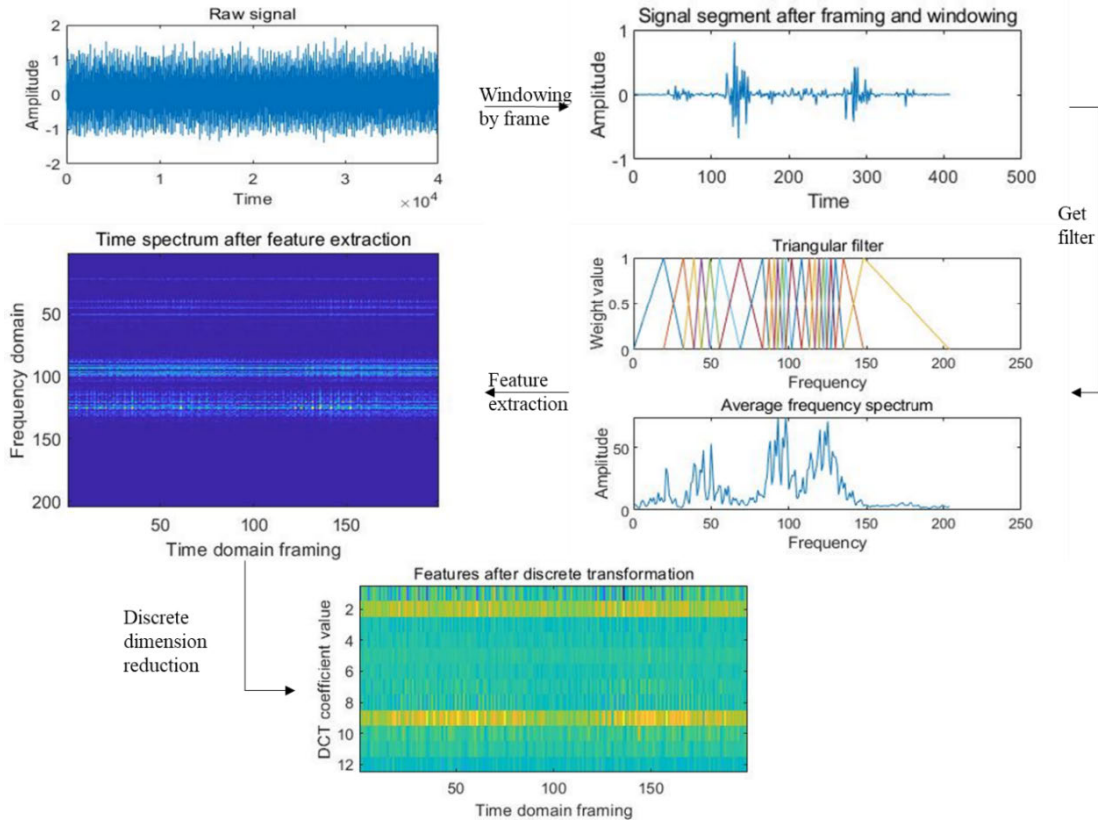 Raw signal
2
1
0
-1
-2
Amplitude
0 1 2 3 4
Time
×10^4
Windowing
by frame
Signal segment after framing and windowing
1
0
-1
Amplitude
0 100 200 300 400 500
Time
Get
filter
Triangular filter
1
0.5
0
Weight value
0 50 100 150 200 250
Frequency
Average frequency spectrum
50
0
Amplitude
0 50 100 150 200 250
Frequency
Feature
extraction
Time spectrum after feature extraction
50
100
150
200
Frequency domain
50 100 150
Time domain framing
Discrete
dimension
reduction
Features after discrete transformation
2
4
6
8
10
12
DCT coefficient value
50 100 150
Time domain framing